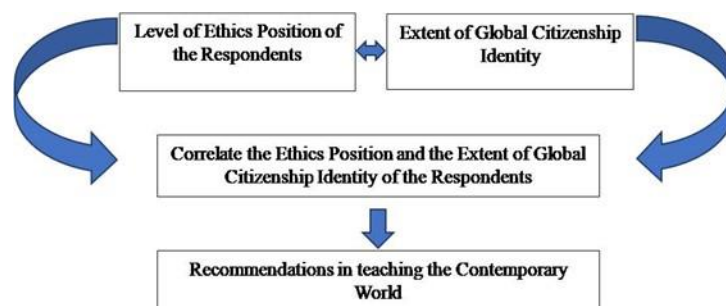 Level of Ethics Position of
the Respondents
Extent of Global Citizenship
Identity
Correlate the Ethics Position and the Extent of Global
Citizenship Identity of the Respondents
Recommendations in teaching the Contemporary
World